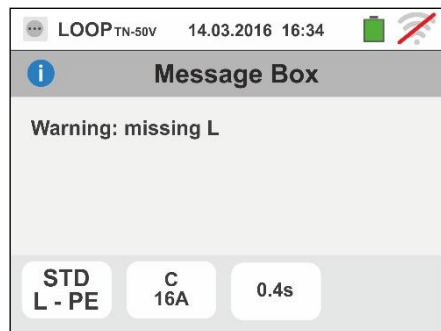 LOOP TN-50V 14.03.2016 16:34
i Message Box
Warning: missing L
STD C 0.4s
L - PE 16A